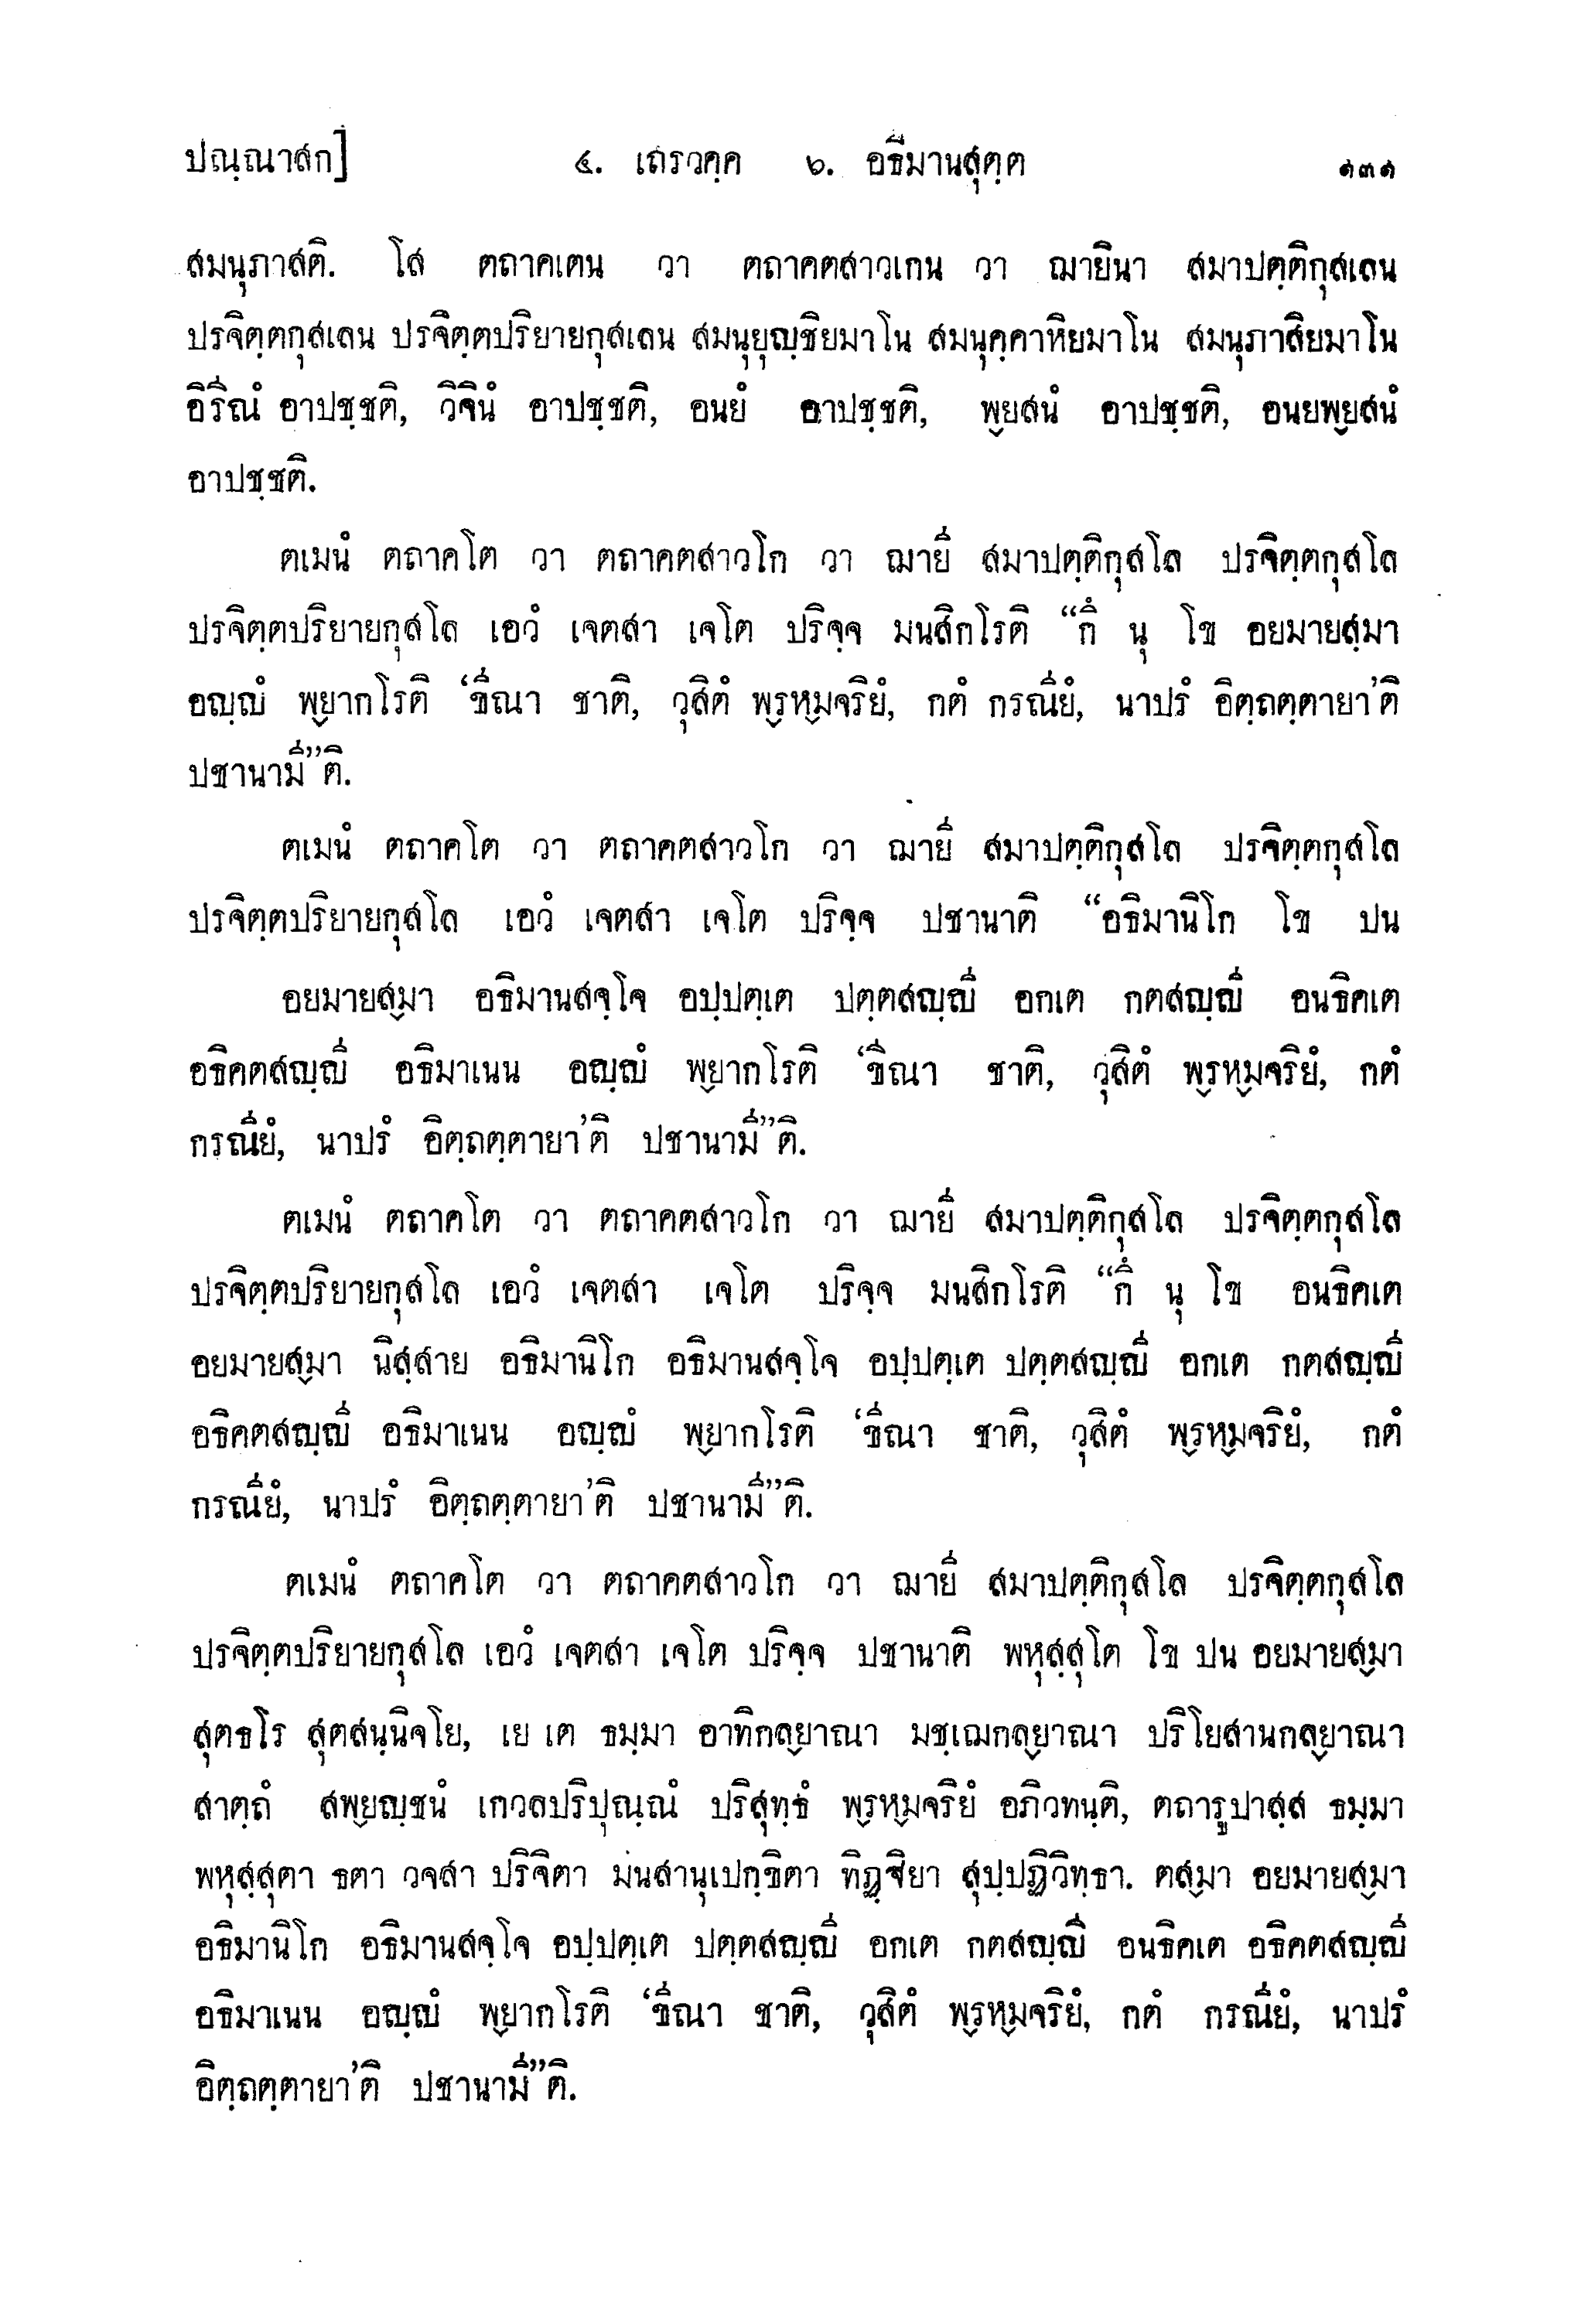 ปณฺณาสก]	๔. เถรวคฺค	๖. อธิมานสุตฺต	๑๓๑
สมนุภาสติ. โส ตถาคเตน วา ตถาคตสาวเกน วา ฌายินา สมาปตฺติกุสเลน
ปรจิตฺตกุสเลน ปรจิตฺตปริยายกุสเลน สมนุยุญฺชิยมาโน สมนุคฺคาหิยมาโน สมนุภาสิยมาโน
อิรีณํ อาปชฺชติ, วิจินํ อาปชฺชติ, อนยํ อาปชฺชติ, พฺยสนํ อาปชฺชติ, อนยพฺยสนํ
อาปชฺชติ.
ตเมนํ ตถาคโต วา ตถาคตสาวโก วา ฌายี สมาปตฺติกุสโล ปรจิตฺตกุสโล
ปรจิตฺตปริยายกุสโล เอวํ เจตสา เจโต ปริจฺจ มนสิกโรติ “กึ นุ โข อยมายสฺมา
อญฺญํ พฺยากโรติ ‘ขีณา ชาติ, วุสิตํ พฺรหฺมจริยํ, กตํ กรณียํ, นาปรํ อิตฺถตฺตายา’ติ
ปชานามี”ติ.
ตเมนํ ตถาคโต วา ตถาคตสาวโก วา ฌายี สมาปตฺติกุสโล ปรจิตฺตกุสโล
ปรจิตฺตปริยายกุสโล เอวํ เจตสา เจโต ปริจฺจ ปชานาติ “อธิมานิโก โข ปน
อยมายสฺมา อธิมานสจฺโจ อปฺปตฺเต ปตฺตสญฺญี อกเต กตสญฺญี อนธิคเต
อธิคตสญฺญี อธิมาเนน อญฺญํ พฺยากโรติ ‘ขีณา ชาติ, วุสิตํ พฺรหฺมจริยํ, กตํ
กรณียํ, นาปรํ อิตฺถตฺตายา’ติ ปชานามี”ติ.
ตเมนํ ตถาคโต วา ตถาคตสาวโก วา ฌายี สมาปตฺติกุสโล ปรจิตฺตกุสโล
ปรจิตฺตปริยายกุสโล เอวํ เจตสา เจโต ปริจฺจ มนสิกโรติ “กึ นุ โข อนธิคเต
อยมายสฺมา นิสฺสาย อธิมานิโก อธิมานสจฺโจ อปฺปตฺเต ปตฺตสญฺญี อกเต กตสญฺญี
อธิคตสญฺญี อธิมาเนน อญฺญํ พฺยากโรติ ‘ขีณา ชาติ, วุสิตํ พฺรหฺมจริยํ, กตํ
กรณียํ, นาปรํ อิตฺถตฺตายา’ติ ปชานามี”ติ.
ตเมนํ ตถาคโต วา ตถาคตสาวโก วา ฌายี สมาปตฺติกุสโล ปรจิตฺตกุสโล
ปรจิตฺตปริยายกุสโล เอวํ เจตสา เจโต ปริจฺจ ปชานาติ พหุสฺสุโต โข ปน อยมายสฺมา
สุตธโร สุตสนฺนิจโย, เย เต ธมฺมา อาทิกลฺยาณา มชฺเฌกลฺยาณา ปริโยสานกลฺยาณา
สาตฺถํ สพฺยญฺชนํ เกวลปริปุณฺณํ ปริสุทฺธํ พฺรหฺมจริยํ อภิวทนฺติ, ตถารูปาสฺส ธมฺมา
พหุสฺสุตา ธตา วจสา ปริจิตา มนสานุเปกฺขิตา ทิฏฺฐิยา สุปฺปฏิวิทฺธา. ตสฺมา อยมายสฺมา
อธิมานิโก อธิมานสจฺโจ อปฺปตฺเต ปตฺตสญฺญี อกเต กตสญฺญี อนธิคเต อธิคตสญฺญี
อธิมาเนน อญฺญํ พฺยากโรติ ‘ขีณา ชาติ, วุสิตํ พฺรหฺมจริยํ, กตํ กรณียํ, นาปรํ
อิตฺถตฺตายา’ติ ปชานามี”ติ.